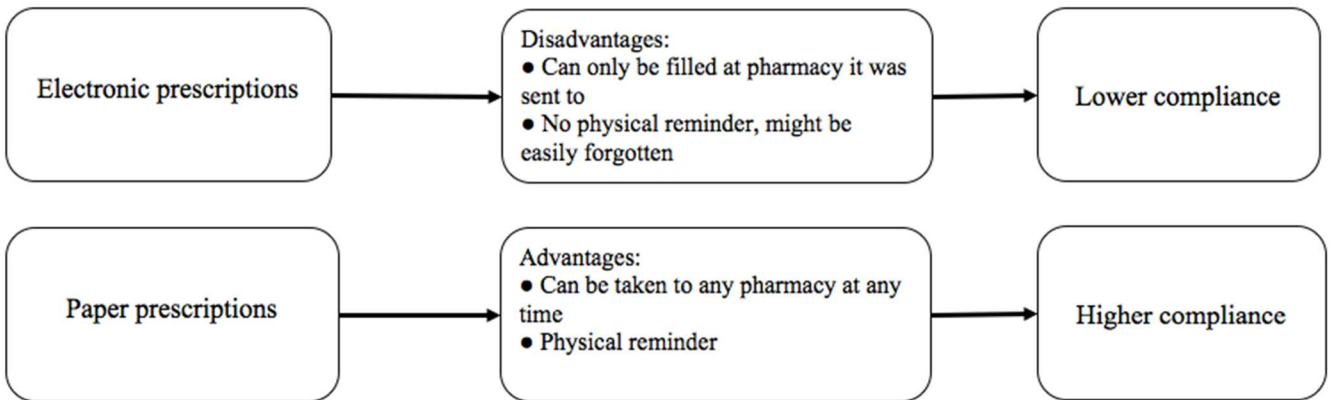 Electronic prescriptions
Disadvantages:
● Can only be filled at pharmacy it was
sent to
● No physical reminder, might be
easily forgotten
Lower compliance
Paper prescriptions
Advantages:
● Can be taken to any pharmacy at any
time
● Physical reminder
Higher compliance